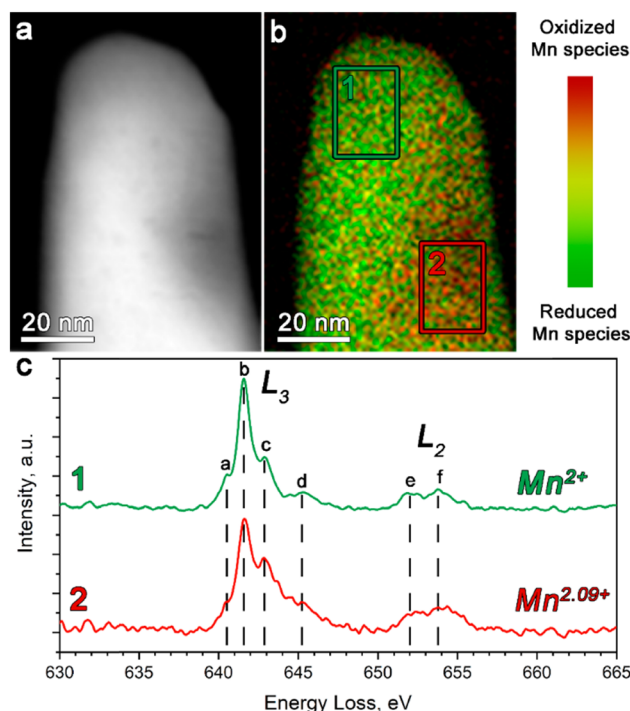 a
20 nm
b
1
2
20 nm
Oxidized
Mn species
Reduced
Mn species
c
Intensity, a.u.
L3
L2
a
b
c
d
e
f
1
Mn2+
2
Mn2.09+
630 635 640 645 650 655 660 665
Energy Loss, eV